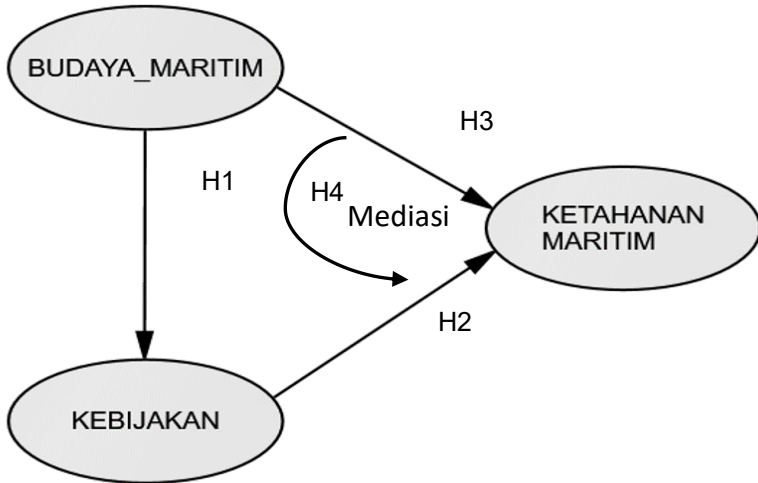 BUDAYA_MARITIM
H3
H1
H4
Mediasi
KETAHANAN
MARITIM
H2
KEBIJAKAN